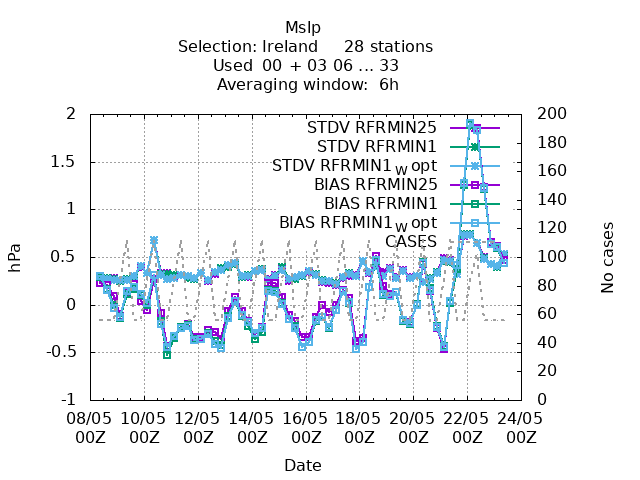 Mslp
Selection: Ireland 28 stations
Used 00 + 03 06 ... 33
Averaging window: 6h
2
1.5
1
0.5
0
-0.5
-1
hPa
200
180
160
140
120
100
80
60
40
20
0
No cases
STDV RFRMIN25
STDV RFRMIN1
STDV RFRMIN1wopt
BIAS RFRMIN25
BIAS RFRMIN1
BIAS RFRMIN1wopt
CASES
08/05 10/05 12/05 14/05 16/05 18/05 20/05 22/05 24/05
00Z 00Z 00Z 00Z 00Z 00Z 00Z 00Z 00Z
Date